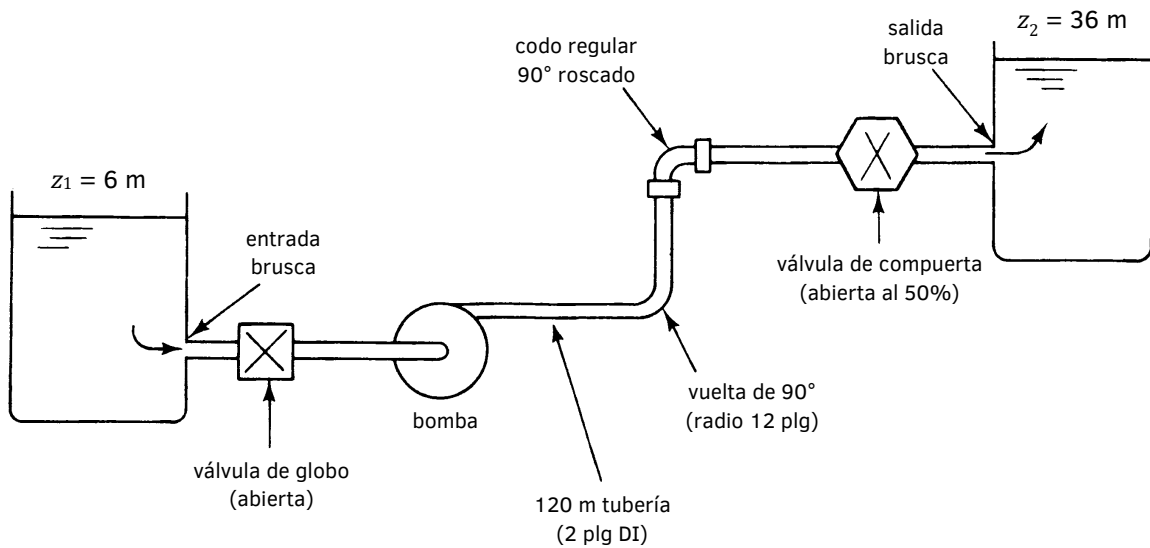 z₂ = 36 m
salida
brusca
codo regular
90° roscado
z₁ = 6 m
entrada
brusca
válvula de compuerta
(abierta al 50%)
vuelta de 90°
(radio 12 plg)
bomba
válvula de globo
(abierta)
120 m tubería
(2 plg DI)